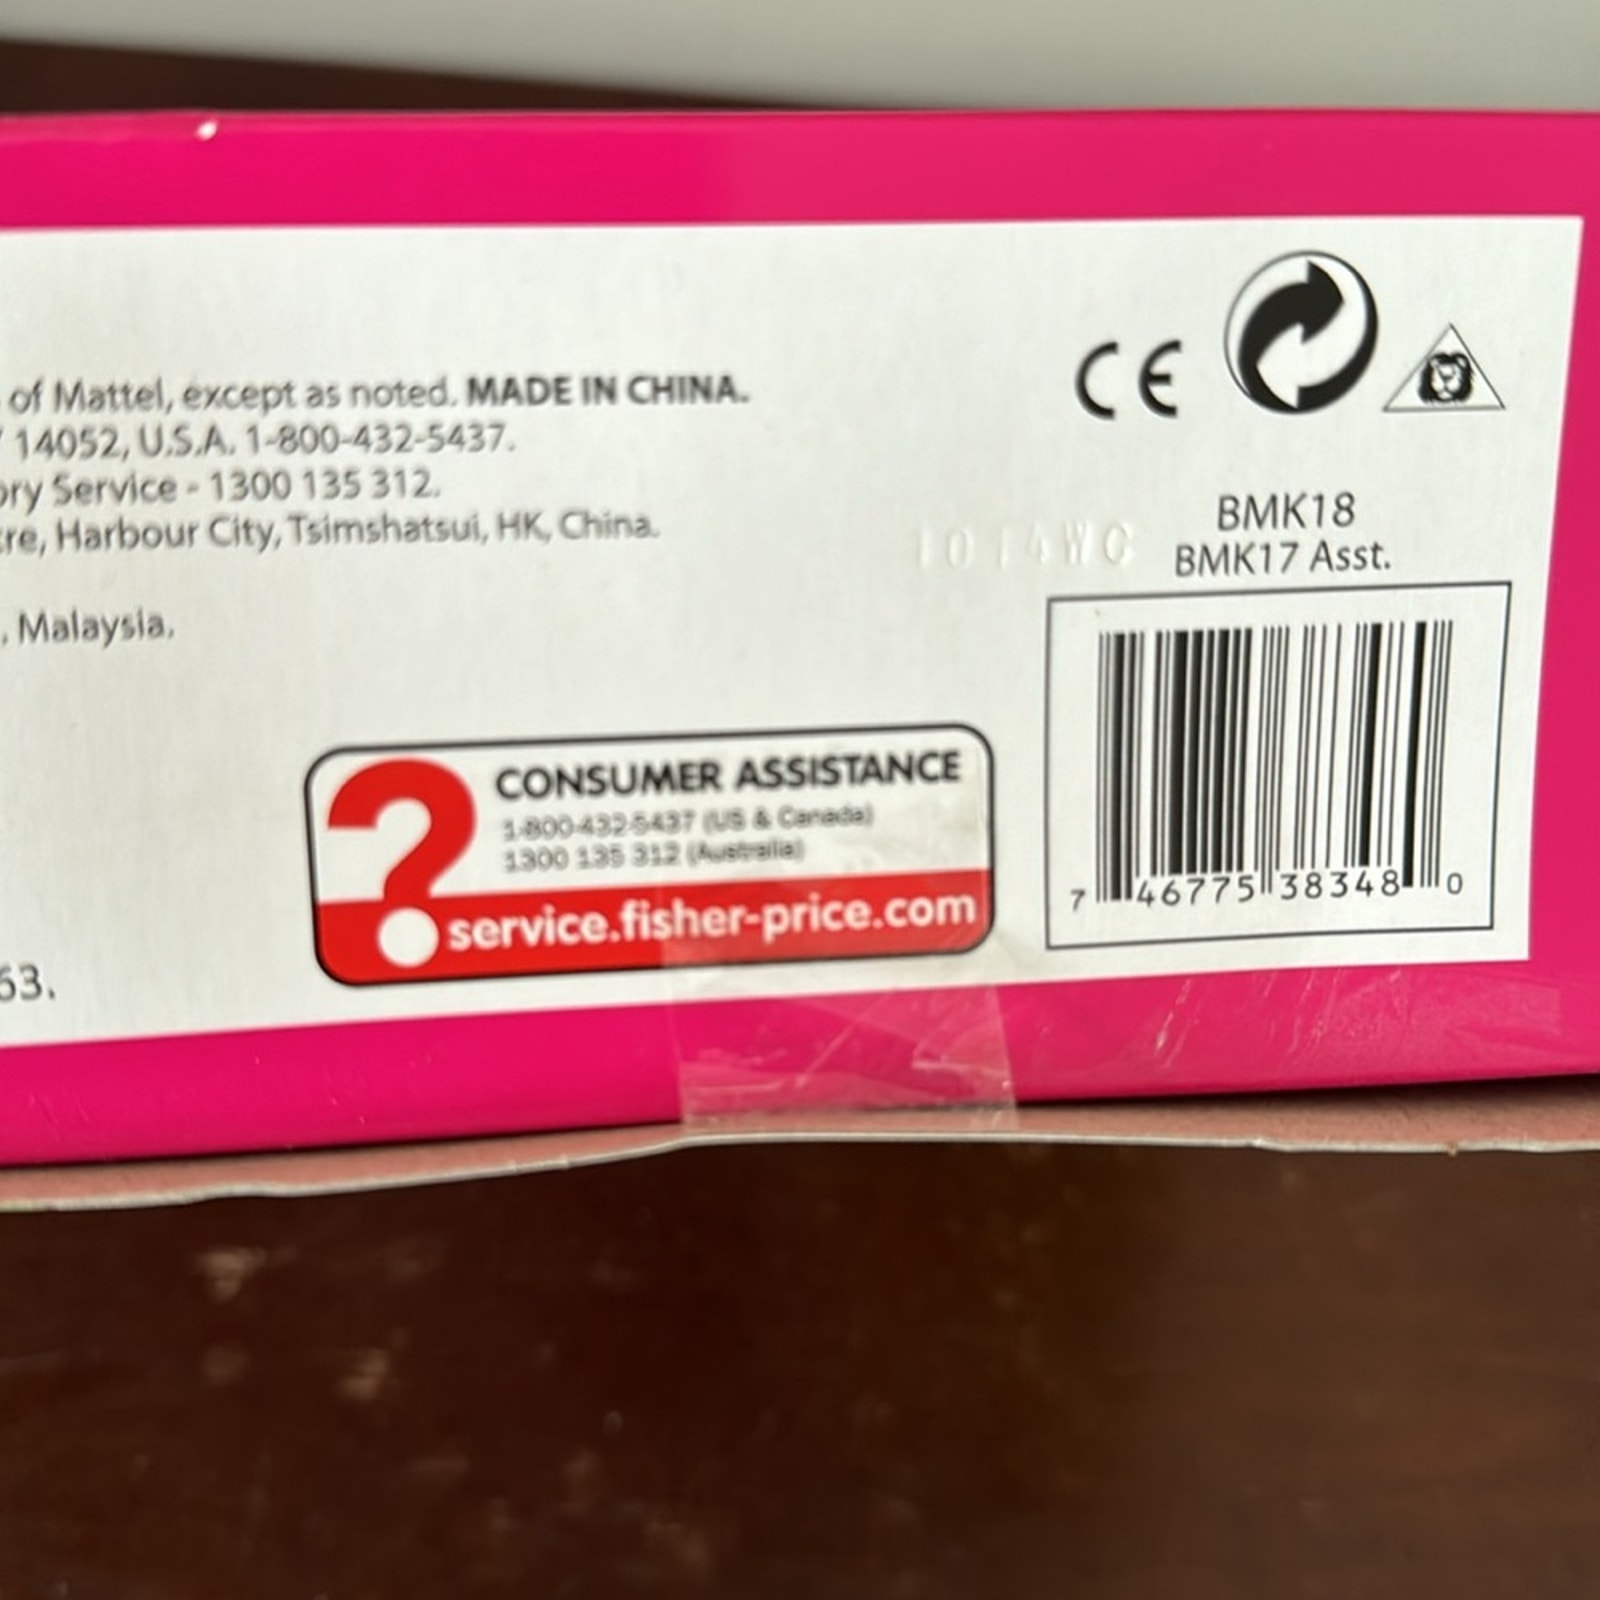 of Mattel, except as noted. MADE IN CHINA.
14052, U.S.A. 1-800-432-5437.
ory Service - 1300 135 312.
tre, Harbour City, Tsimshatsui, HK, China.
, Malaysia.
63.
CE
1014WC
BMK18
BMK17 Asst.
7 46775 38348 0
?
CONSUMER ASSISTANCE
1-800-432-5437 (US & Canada)
1300 135 312 (Australia)
service.fisher-price.com